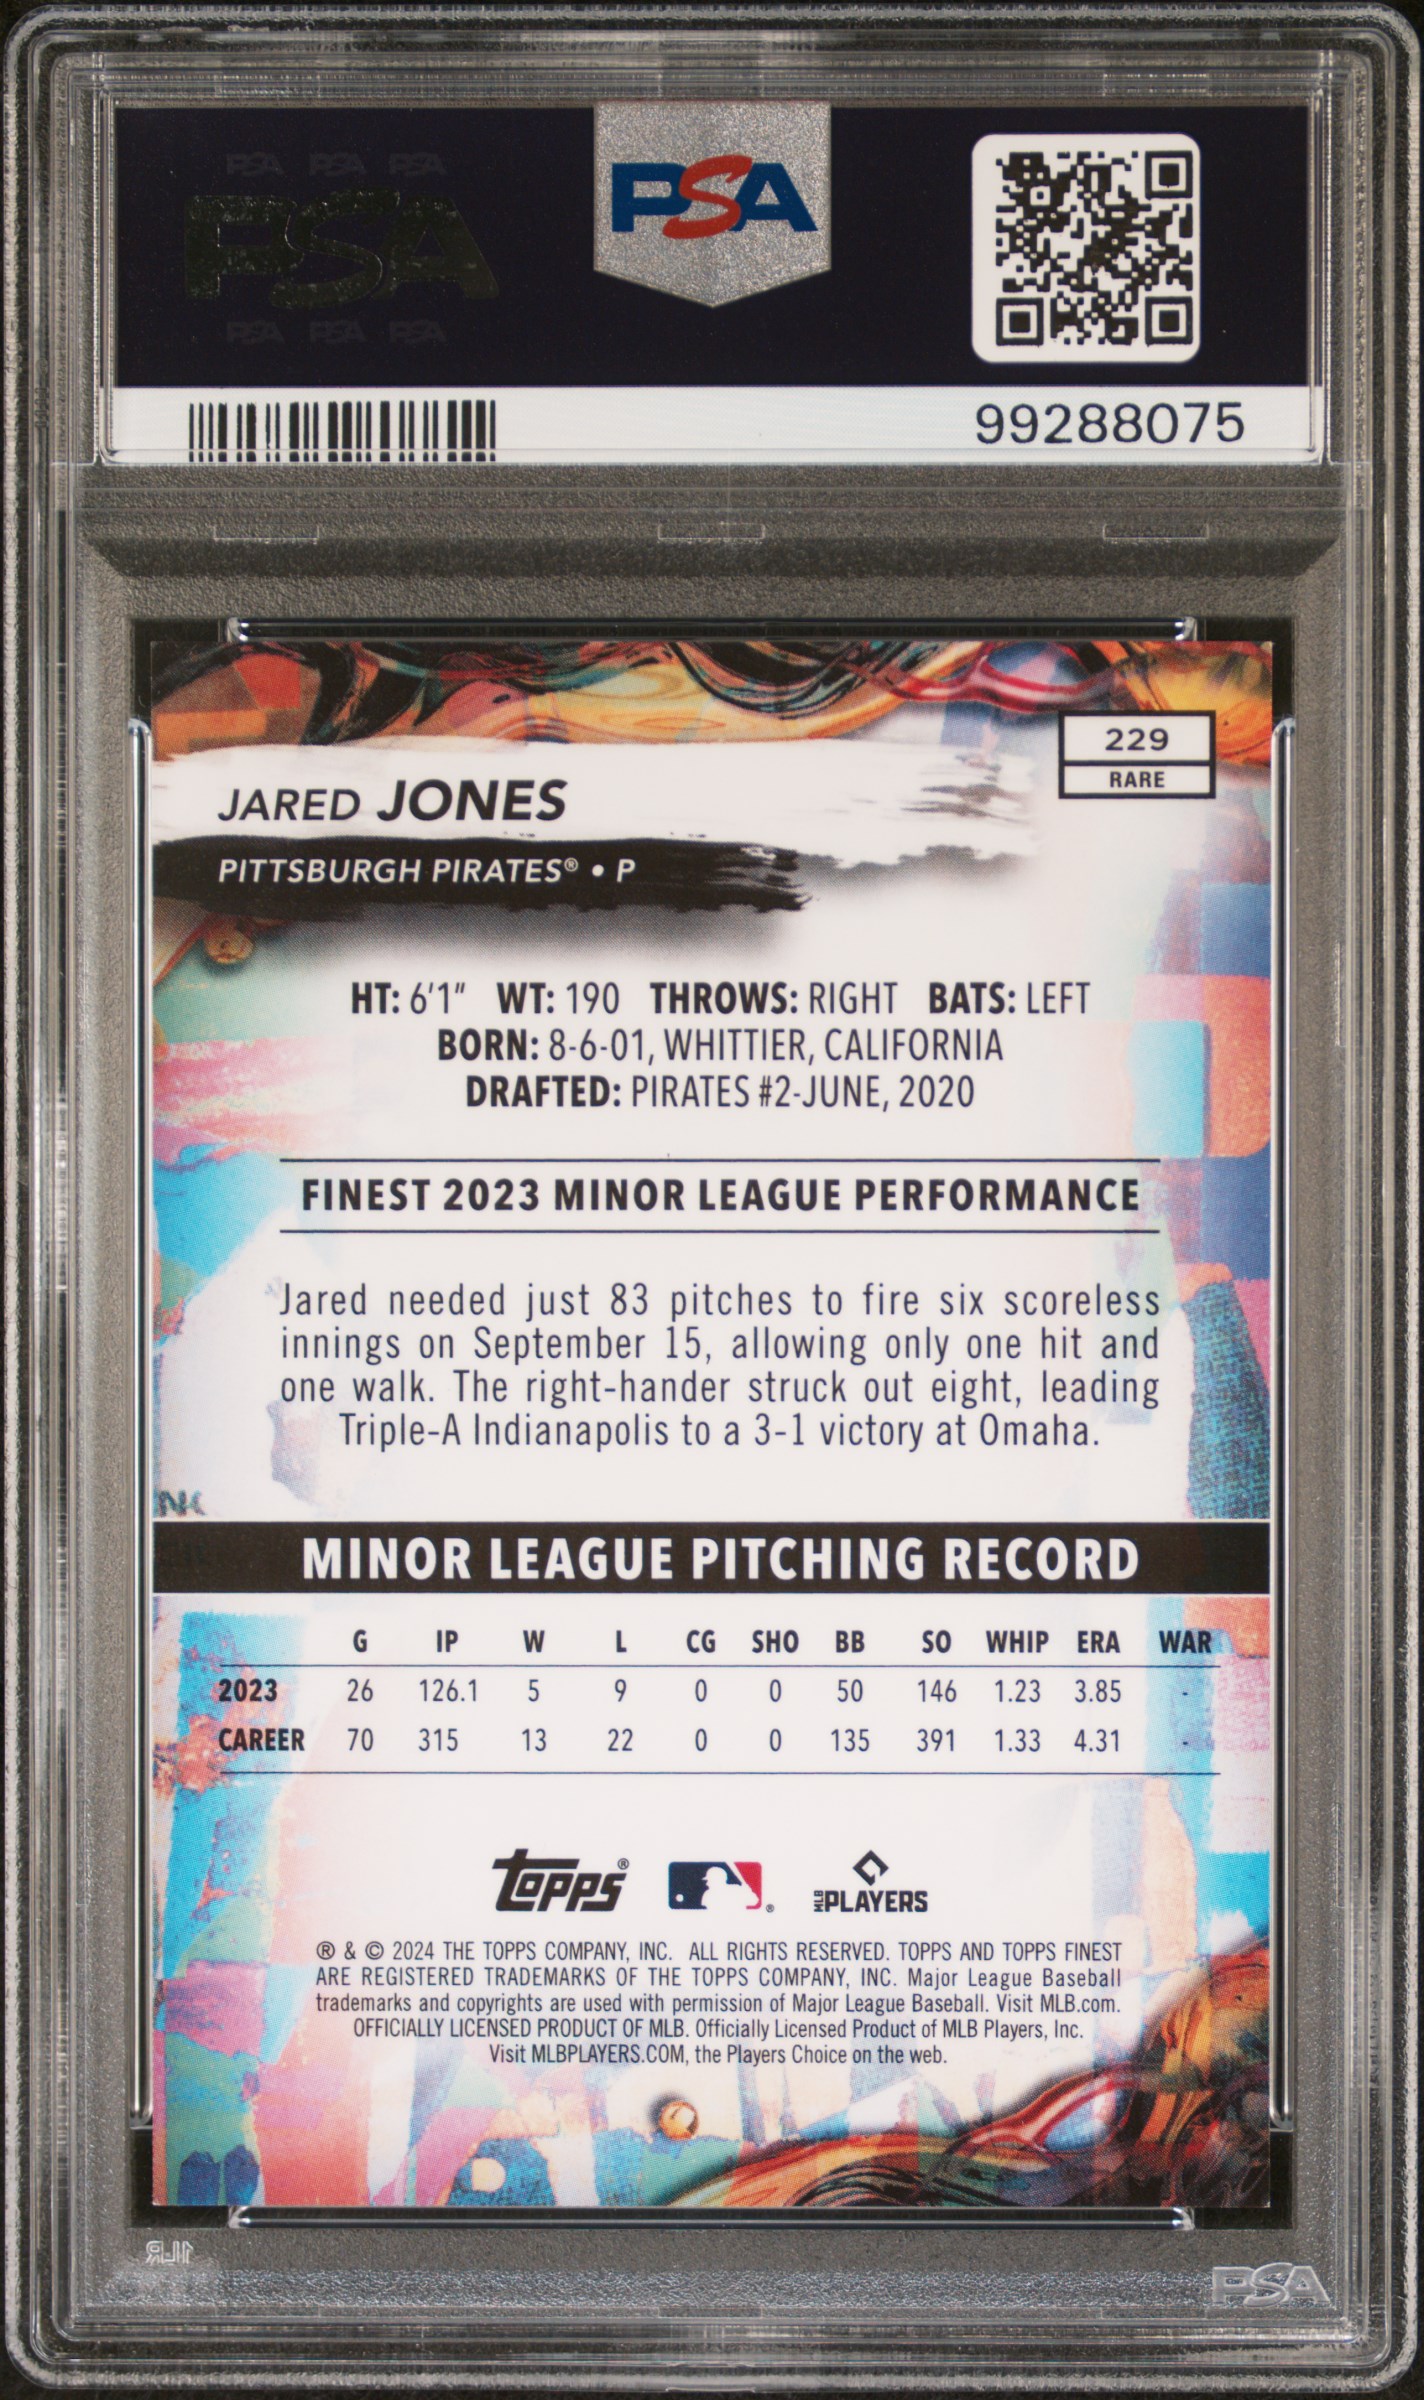 PSA PSA PSA
PSA
PSA PSA PSA
PSA
99288075
229
RARE
JARED JONES
PITTSBURGH PIRATES® • P
HT: 6'1" WT: 190 THROWS: RIGHT BATS: LEFT
BORN: 8-6-01, WHITTIER, CALIFORNIA
DRAFTED: PIRATES #2-JUNE, 2020
FINEST 2023 MINOR LEAGUE PERFORMANCE
Jared needed just 83 pitches to fire six scoreless
innings on September 15, allowing only one hit and
one walk. The right-hander struck out eight, leading
Triple-A Indianapolis to a 3-1 victory at Omaha.
MINOR LEAGUE PITCHING RECORD
G IP W L CG SHO BB SO WHIP ERA WAR
2023 26 126.1 5 9 0 0 50 146 1.23 3.85 -
CAREER 70 315 13 22 0 0 135 391 1.33 4.31 -
Topps® ® MLB PLAYERS
® & © 2024 THE TOPPS COMPANY, INC. ALL RIGHTS RESERVED. TOPPS AND TOPPS FINEST
ARE REGISTERED TRADEMARKS OF THE TOPPS COMPANY, INC. Major League Baseball
trademarks and copyrights are used with permission of Major League Baseball. Visit MLB.com.
OFFICIALLY LICENSED PRODUCT OF MLB. Officially Licensed Product of MLB Players, Inc.
Visit MLBPLAYERS.COM, the Players Choice on the web.
PSA